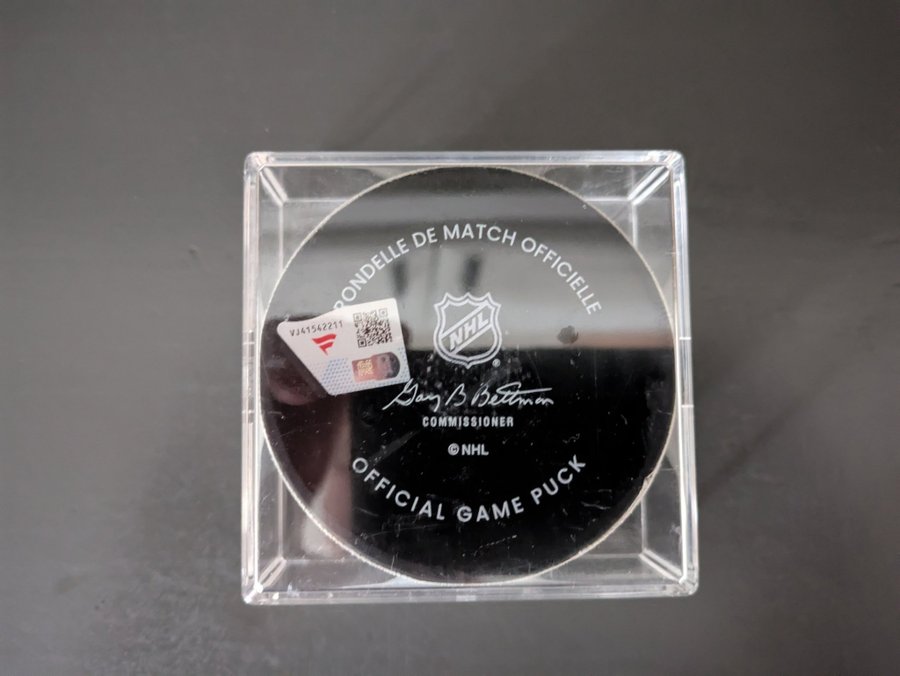 RONDELLE DE MATCH OFFICIELLE
VJ41542211
NHL
Gary B Bettman
COMMISSIONER
© NHL
OFFICIAL GAME PUCK